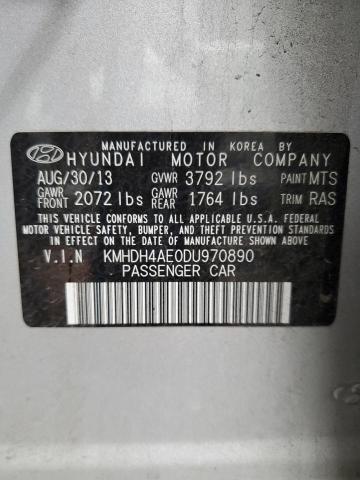 MANUFACTURED IN KOREA BY
HYUNDAI MOTOR COMPANY
AUG/30/13 GVWR 3792 lbs PAINT MTS
GAWR FRONT 2072 lbs GAWR REAR 1764 lbs TRIM RAS
THIS VEHICLE CONFORMS TO ALL APPLICABLE U.S.A. FEDERAL
MOTOR VEHICLE SAFETY, BUMPER, AND THEFT PREVENTION
STANDARDS IN EFFECT ON THE DATE OF MANUFACTURE SHOWN ABOVE.
V.I.N KMHDH4AE0DU970890
PASSENGER CAR